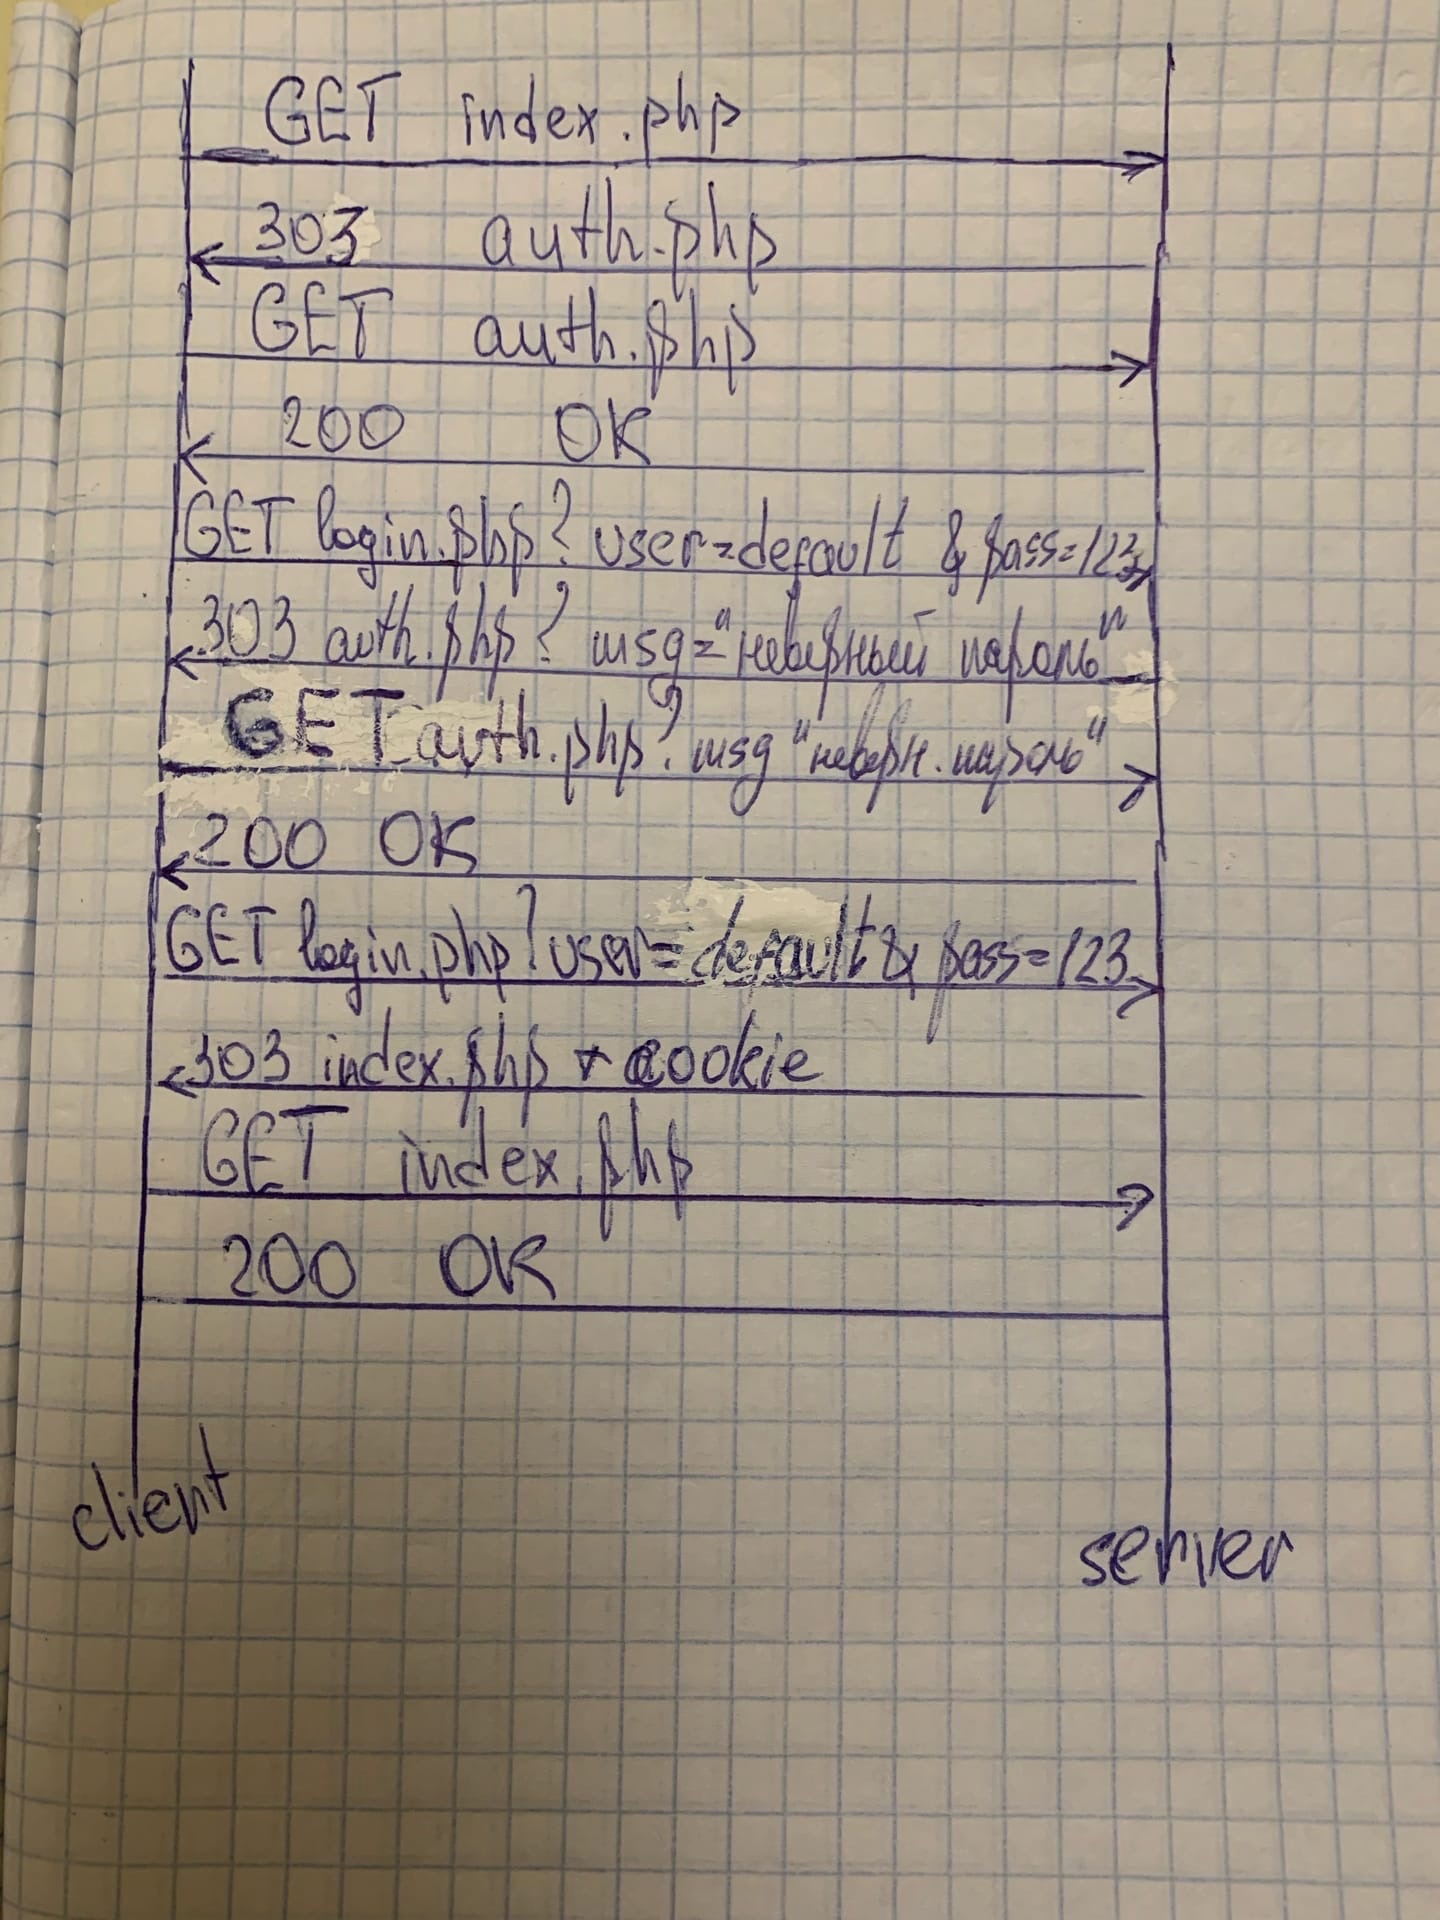 GET index.php
303 auth.php
GET auth.php
200 OK
GET login.php? user=default & pass=123
303 auth.php? msg="неверный пароль"
GET auth.php? msg "неверн. пароль"
200 OK
GET login.php? user=default & pass=123
303 index.php + cookie
GET index.php
200 OK
client
server